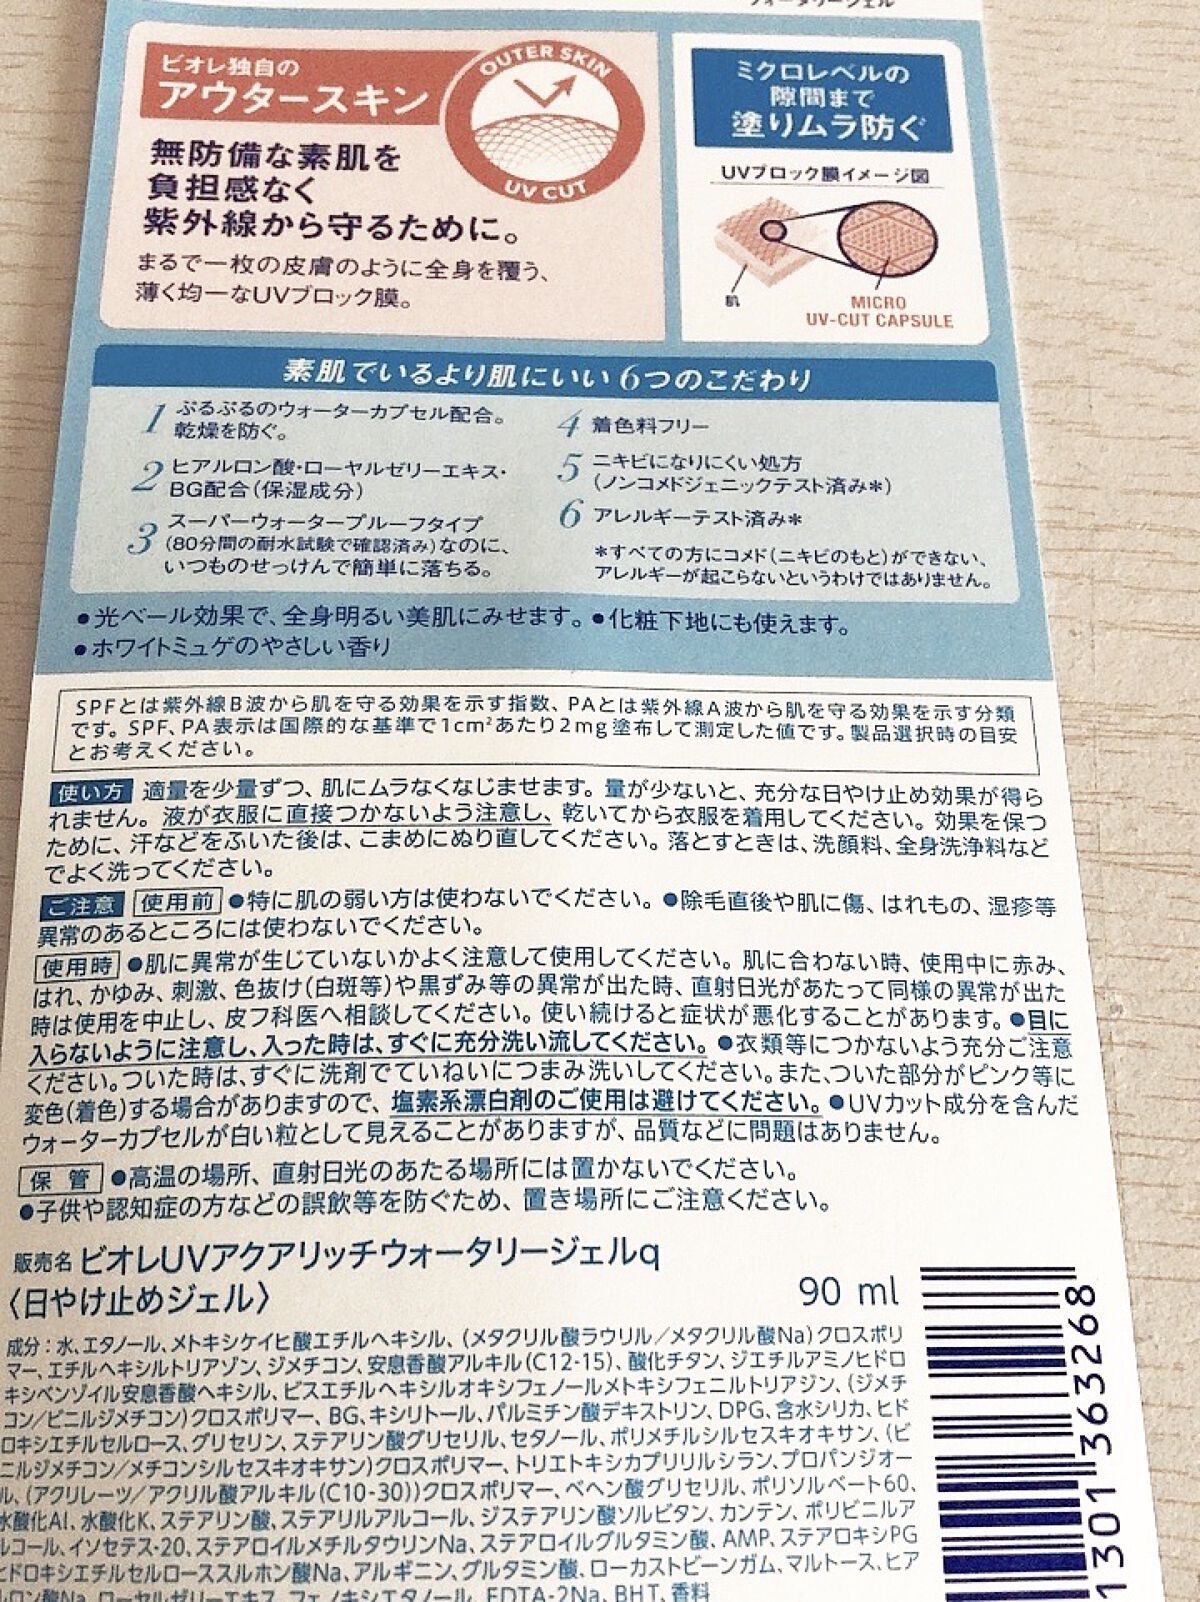 ウォータリージェル
ビオレ独自の
アウタースキン
OUTER SKIN
UV CUT
無防備な素肌を
負担感なく
紫外線から守るために。
まるで一枚の皮膚のように全身を覆う、
薄く均一なUVブロック膜。
ミクロレベルの
隙間まで
塗りムラ防ぐ
UVブロック膜イメージ図
肌
MICRO
UV-CUT CAPSULE
素肌でいるより肌にいい 6つのこだわり
1 ぷるぷるのウォーターカプセル配合。
乾燥を防ぐ。
2 ヒアルロン酸・ローヤルゼリーエキス・
BG配合(保湿成分)
3 スーパーウォータープルーフタイプ
(80分間の耐水試験で確認済み)なのに、
いつものせっけんで簡単に落ちる。
4 着色料フリー
5 ニキビになりにくい処方
(ノンコメドジェニックテスト済み*)
6 アレルギーテスト済み*
*すべての方にコメド(ニキビのもと)ができない、
アレルギーが起こらないというわけではありません。
●光ベール効果で、全身明るい美肌にみせます。●化粧下地にも使えます。
●ホワイトミュゲのやさしい香り
SPFとは紫外線B波から肌を守る効果を示す指数、PAとは紫外線A波から肌を守る効果を示す分類
です。SPF、PA表示は国際的な基準で1cm²あたり2mg塗布して測定した値です。製品選択時の目安
とお考えください。
使い方 適量を少量ずつ、肌にムラなくなじませます。量が少ないと、充分な日やけ止め効果が得ら
れません。液が衣服に直接つかないよう注意し、乾いてから衣服を着用してください。効果を保つ
ために、汗などをふいた後は、こまめにぬり直してください。落とすときは、洗顔料、全身洗浄料など
でよく洗ってください。
ご注意 使用前 ●特に肌の弱い方は使わないでください。●除毛直後や肌に傷、はれもの、湿疹等
異常のあるところには使わないでください。
使用時 ●肌に異常が生じていないかよく注意して使用してください。肌に合わない時、使用中に赤み、
はれ、かゆみ、刺激、色抜け(白斑等)や黒ずみ等の異常が出た時、直射日光があたって同様の異常が出た
時は使用を中止し、皮フ科医へ相談してください。使い続けると症状が悪化することがあります。●目に
入らないように注意し、入った時は、すぐに充分洗い流してください。●衣類等につかないよう充分ご注意
ください。ついた時は、すぐに洗剤でていねいにつまみ洗いしてください。また、ついた部分がピンク等に
変色(着色)する場合がありますので、塩素系漂白剤のご使用は避けてください。●UVカット成分を含んだ
ウォーターカプセルが白い粒として見えることがありますが、品質などに問題はありません。
保管 ●高温の場所、直射日光のあたる場所には置かないでください。
●子供や認知症の方などの誤飲等を防ぐため、置き場所にご注意ください。
販売名 ビオレUVアクアリッチウォータリージェルq
〈日やけ止めジェル〉
90 ml
成分：水、エタノール、メトキシケイヒ酸エチルヘキシル、(メタクリル酸ラウリル／メタクリル酸Na)クロスポリ
マー、エチルヘキシルトリアゾン、ジメチコン、安息香酸アルキル(C12-15)、酸化チタン、ジエチルアミノヒドロ
キシベンゾイル安息香酸ヘキシル、ビスエチルヘキシルオキシフェノールメトキシフェニルトリアジン、(ジメチ
コン/ビニルジメチコン)クロスポリマー、BG、キシリトール、パルミチン酸デキストリン、DPG、含水シリカ、ヒド
ロキシエチルセルロース、グリセリン、ステアリン酸グリセリル、セタノール、ポリメチルシルセスキオキサン、(ビ
ニルジメチコン／メチコンシルセスキオキサン)クロスポリマー、トリエトキシカプリリルシラン、プロパンジオー
ル、(アクリレーツ／アクリル酸アルキル(C10-30))クロスポリマー、ベヘン酸グリセリル、ポリソルベート60、
水酸化Al、水酸化K、ステアリン酸、ステアリルアルコール、ジステアリン酸ソルビタン、カンテン、ポリビニルア
ルコール、イソセテス-20、ステアロイルメチルタウリンNa、ステアロイルグルタミン酸、AMP、ステアロキシPG
ヒドロキシエチルセルローススルホン酸Na、アルギニン、グルタミン酸、ローカストビーンガム、マルトース、ヒア
ルロン酸Na、ローヤルゼリーエキス、フェノキシエタノール、EDTA-2Na、BHT、香料
1301 363268